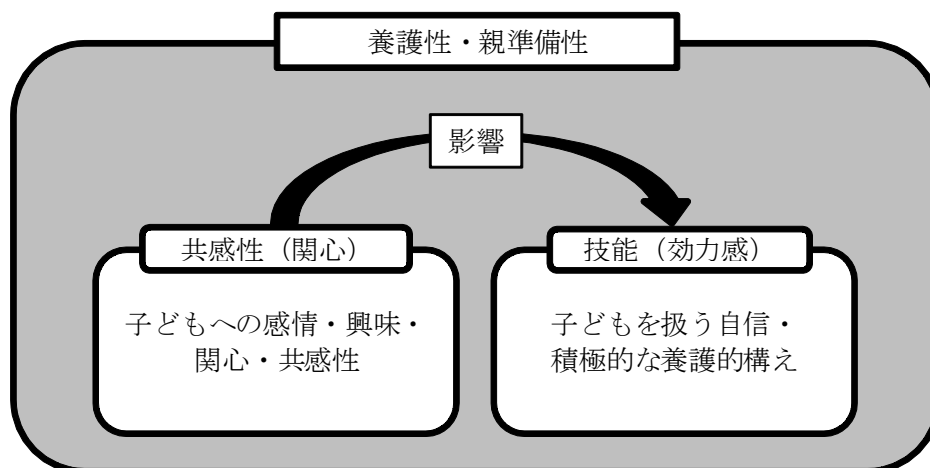 養護性・親準備性
影響
共感性（関心）
子どもへの感情・興味・
関心・共感性
技能（効力感）
子どもを扱う自信・
積極的な養護的構え